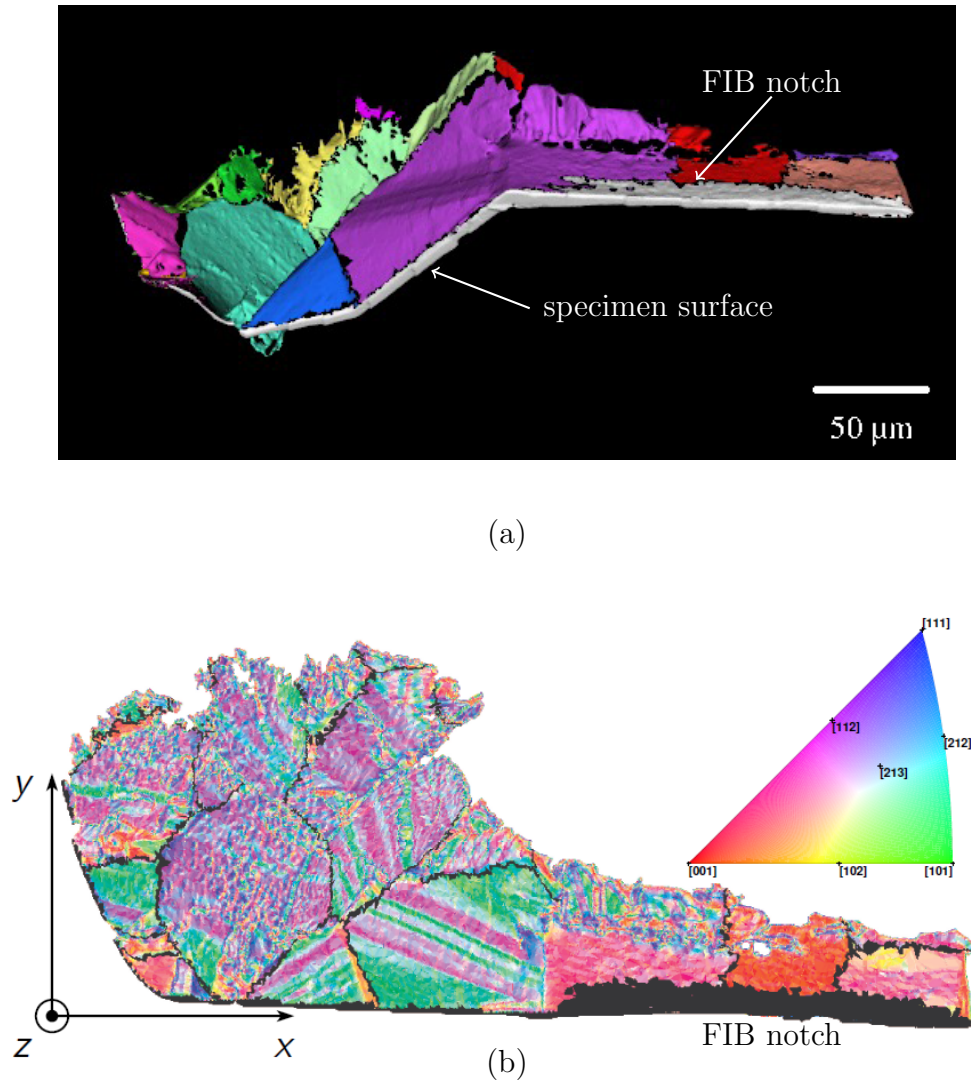 FIB notch
specimen surface
50 µm
(a)
[111]
[112]
[212]
[213]
[001]
[102]
[101]
y
z
x
FIB notch
(b)